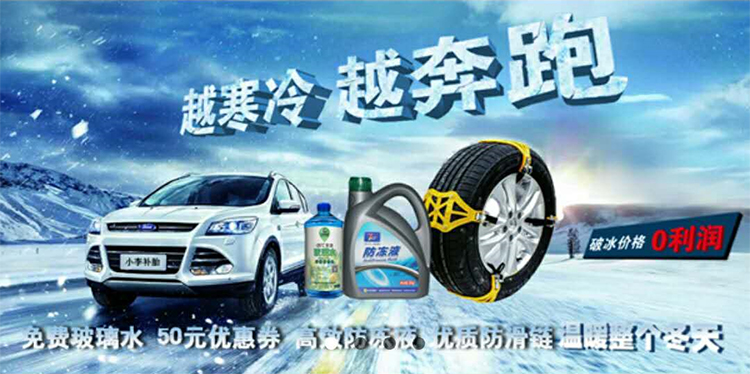 越寒冷 越奔跑
Ford
小李补胎
防冻液
破冰价格 0利润
免费玻璃水 50元优惠券 高效防冻液 优质防滑链 温暖整个冬天